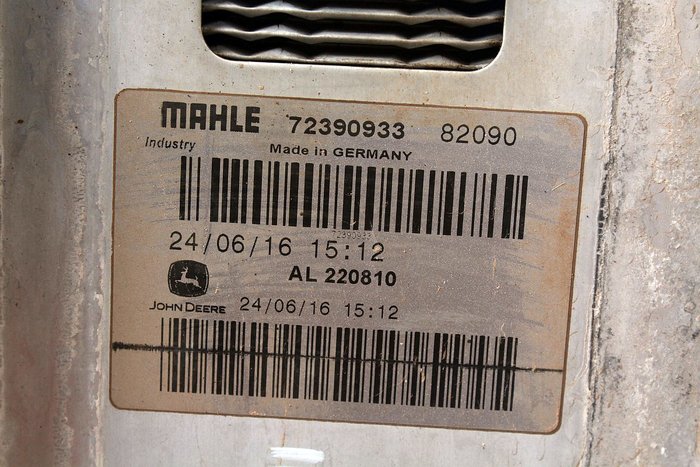 MAHLE 72390933 82090
Industry Made in GERMANY
72390933
24/06/16 15:12
AL 220810
JOHN DEERE 24/06/16 15:12